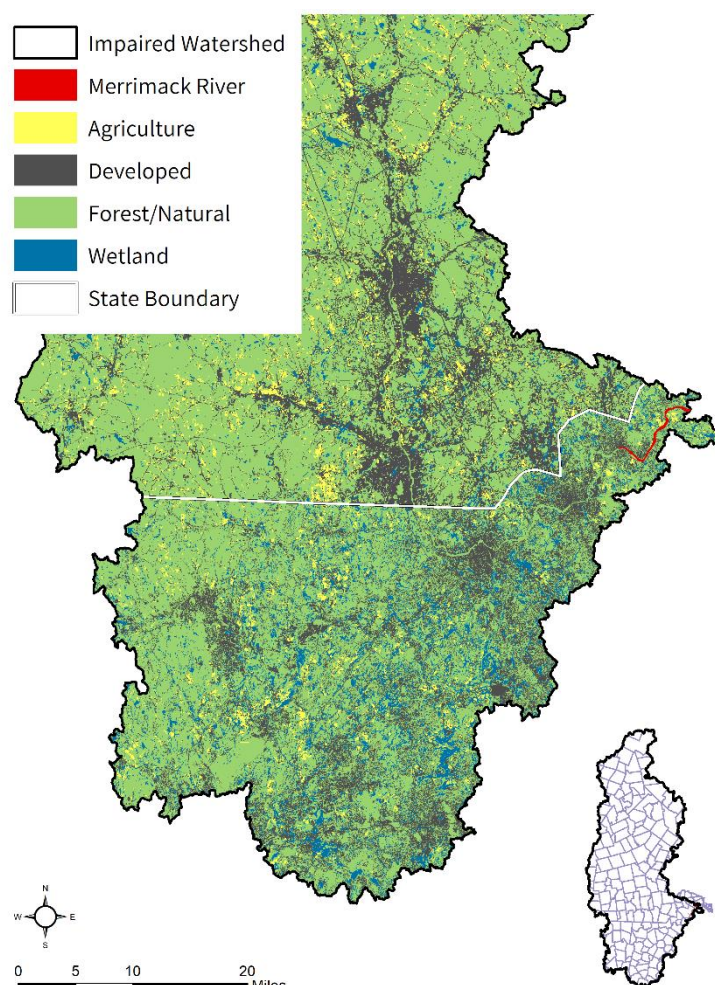 Impaired Watershed
Merrimack River
Agriculture
Developed
Forest/Natural
Wetland
State Boundary
N
W E
S
0 5 10 20
Miles